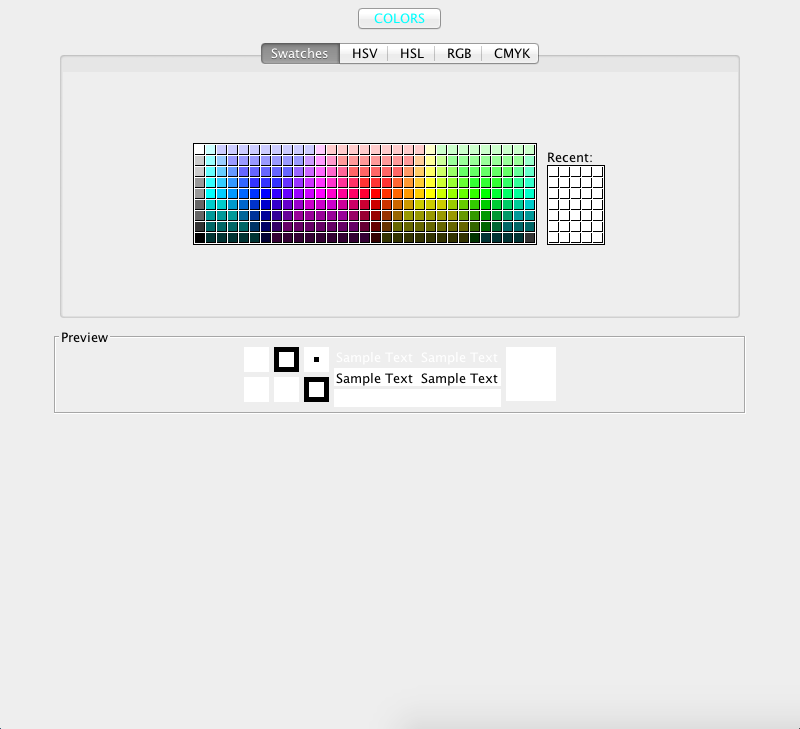 COLORS
Swatches HSV HSL RGB CMYK
Recent:
Preview
Sample Text Sample Text
Sample Text Sample Text